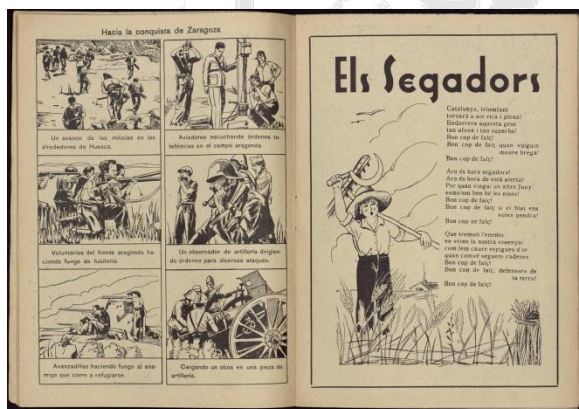 Hacia la conquista de Zaragoza
Un avance de las milicias en los
alrededores de Huesca.
Aviadores escuchando órdenes te-
lefónicas en el campo aragonés.
Voluntarios del frente aragonés ha-
ciendo fuego de fusilería.
Un observador de artillería dirigien-
do órdenes para diversos ataques.
Avanzadillas haciendo fuego al ene-
migo que corre a refugiarse.
Cargando un obús en una pieza de
artillería.
Els Segadors
Catalunya, triomfant
tornarà a ser rica i plena!
Endarrera aquesta gent
tan ufana i tan superba!
Bon cop de falç!
Bon cop de falç quan vulguin
moure brega!
Bon cop de falç!
Ara és hora segadors!
Ara és hora de està alerta!
Per quan vingui un altre Juny
esmolem ben bé les eines!
Bon cop de falç!
Bon cop de falç si el blat ens
volen pendre!
Bon cop de falç!
Que tremoli l'enemic
en veien la nostra ensenya:
com fem caure espigues d'or
quan convé seguem cadenes
Bon cop de falç!
Bon cop de falç, defensors de
la terra!
Bon cop de falç!